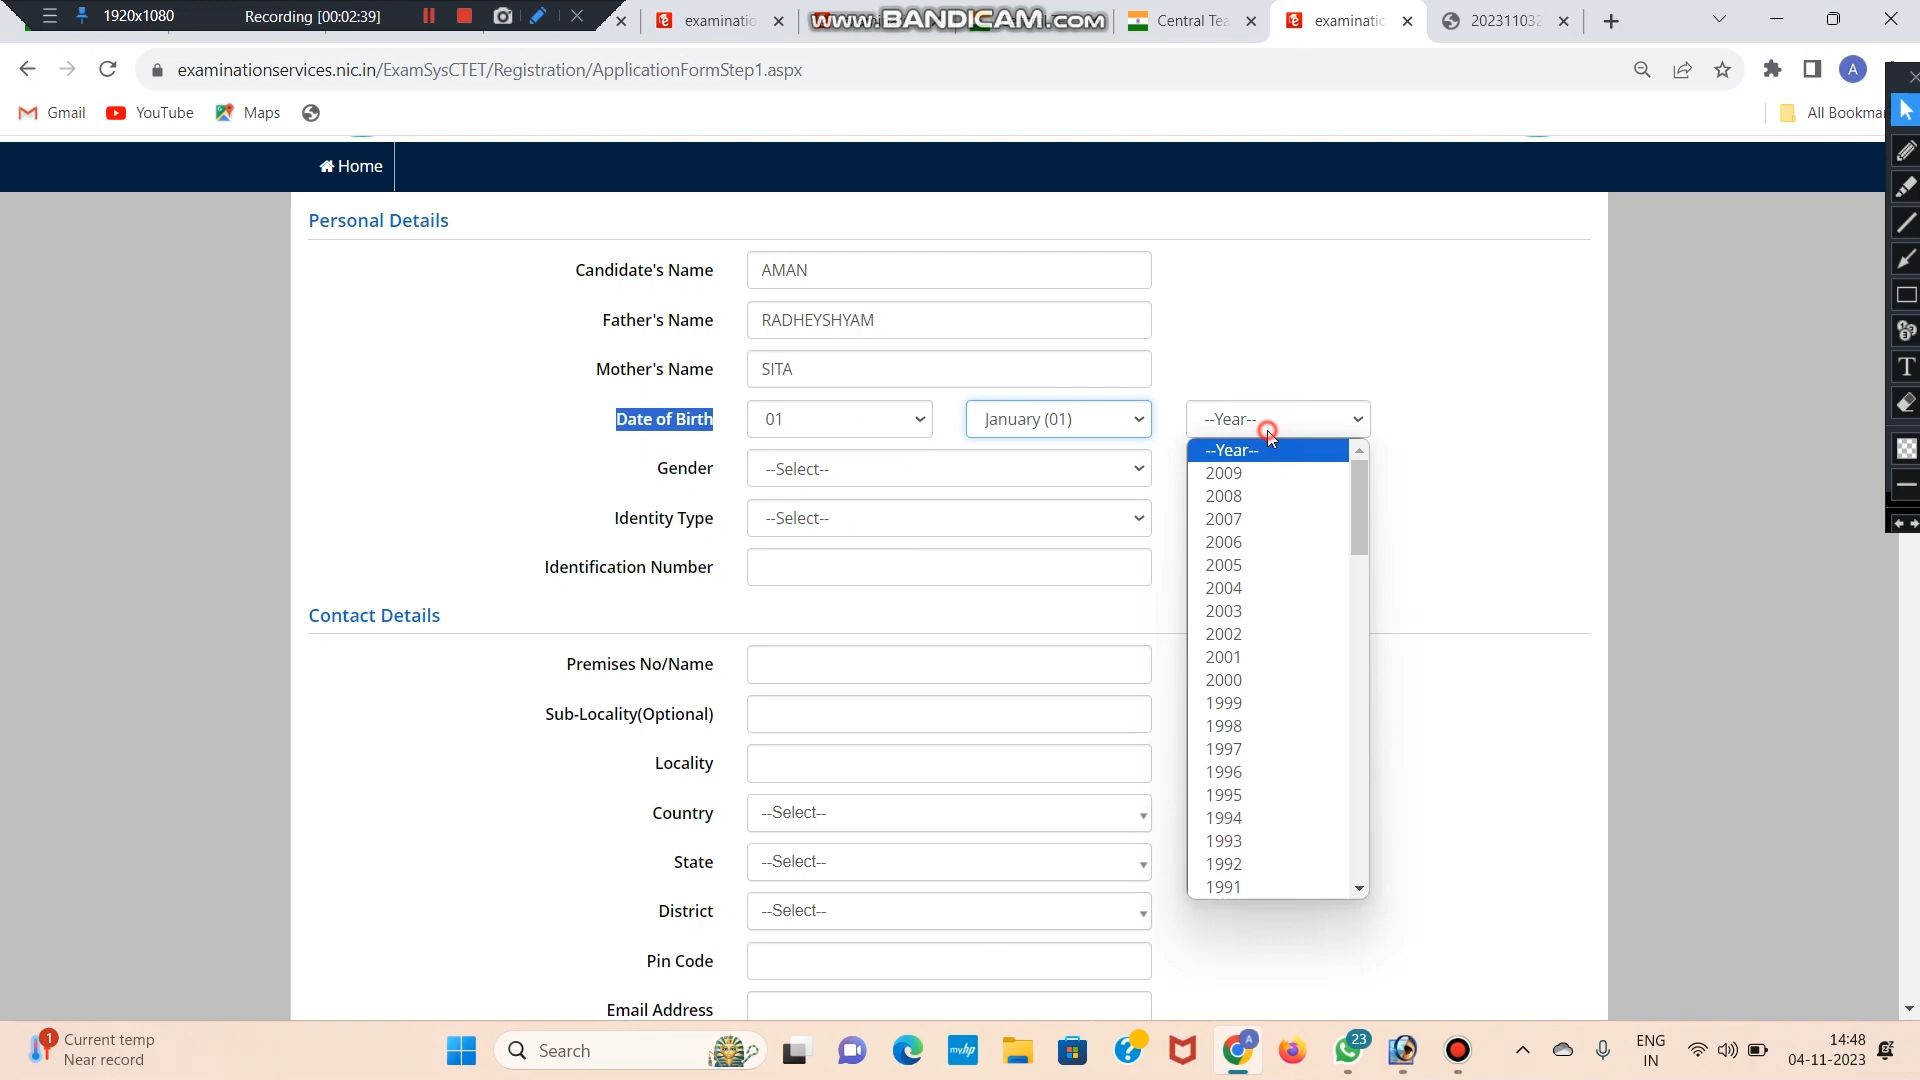 1920x1080
Recording [00:02:39]
examinatio
www.BANDICAM.com
Central Tea
examinatio
202311032
examinationservices.nic.in/ExamSysCTET/Registration/ApplicationFormStep1.aspx
A
Gmail
YouTube
Maps
All Bookmar
Home
Personal Details
Candidate's Name
AMAN
Father's Name
RADHEYSHYAM
Mother's Name
SITA
Date of Birth
01
January (01)
--Year--
Gender
--Select--
Identity Type
--Select--
Identification Number
--Year--
2009
2008
2007
2006
2005
2004
2003
2002
2001
2000
1999
1998
1997
1996
1995
1994
1993
1992
1991
Contact Details
Premises No/Name
Sub-Locality(Optional)
Locality
Country
--Select--
State
--Select--
District
--Select--
Pin Code
Email Address
T
1
Current temp
Near record
Search
myhp
A
23
ENG
IN
14:48
04-11-2023